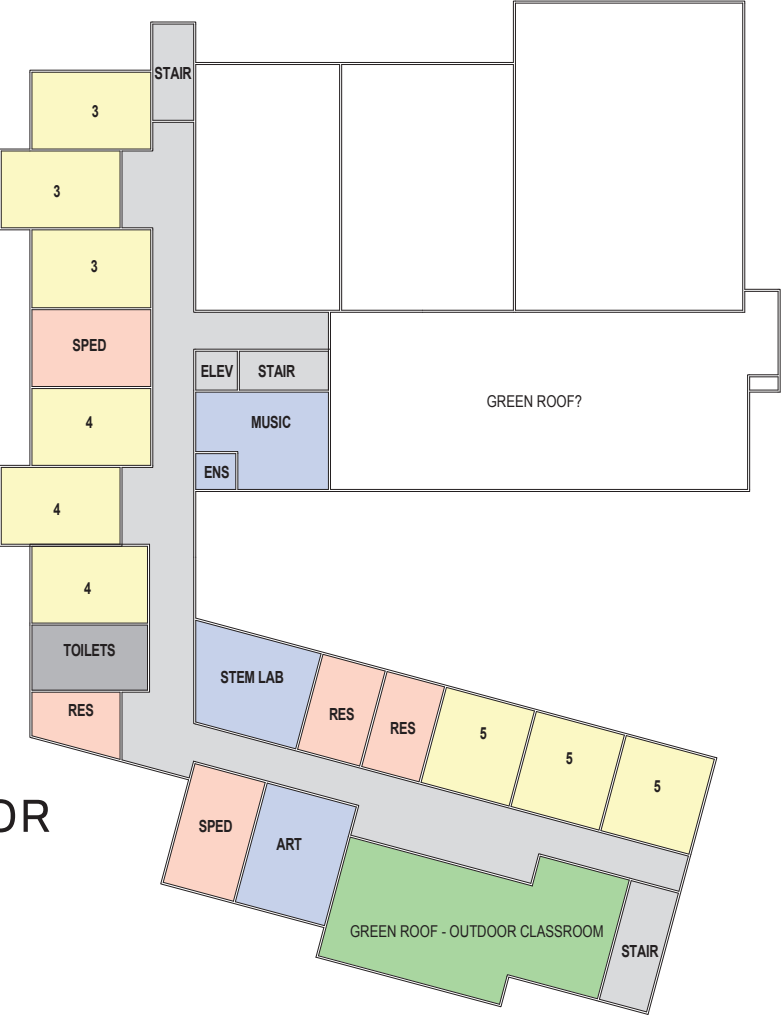 STAIR
3
3
3
SPED
ELEV
STAIR
GREEN ROOF?
MUSIC
4
ENS
4
4
TOILETS
STEM LAB
RES
RES
RES
5
5
5
OR
SPED
ART
GREEN ROOF - OUTDOOR CLASSROOM
STAIR